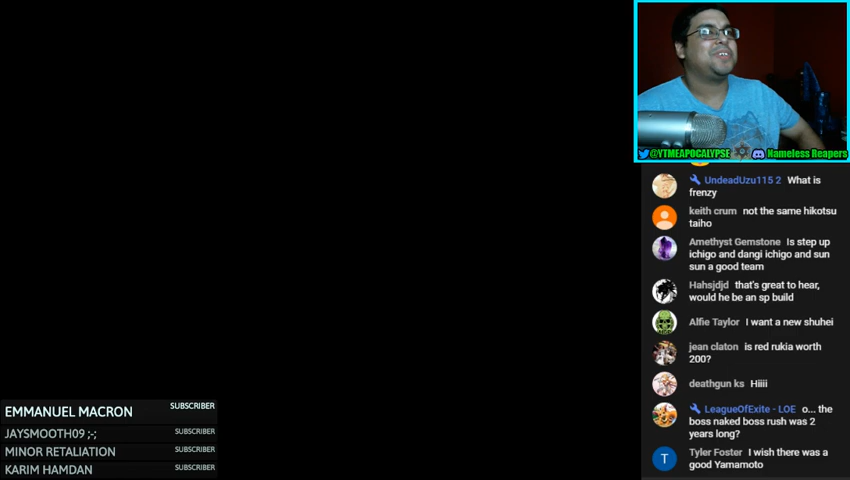 @YTMEAPOCALYPSE Nameless Reapers
UndeadUzu115 2 What is
frenzy
keith crum not the same hikotsu
taiho
Amethyst Gemstone Is step up
ichigo and dangi ichigo and sun
sun a good team
Hahsjdjd that's great to hear,
would he be an sp build
Alfie Taylor I want a new shuhei
jean claton is red rukia worth
200?
deathgun ks Hiiii
LeagueOfExite - LOE o... the
boss naked boss rush was 2
years long?
T Tyler Foster I wish there was a
good Yamamoto
EMMANUEL MACRON SUBSCRIBER
JAYSMOOTH09 ;-; SUBSCRIBER
MINOR RETALIATION SUBSCRIBER
KARIM HAMDAN SUBSCRIBER